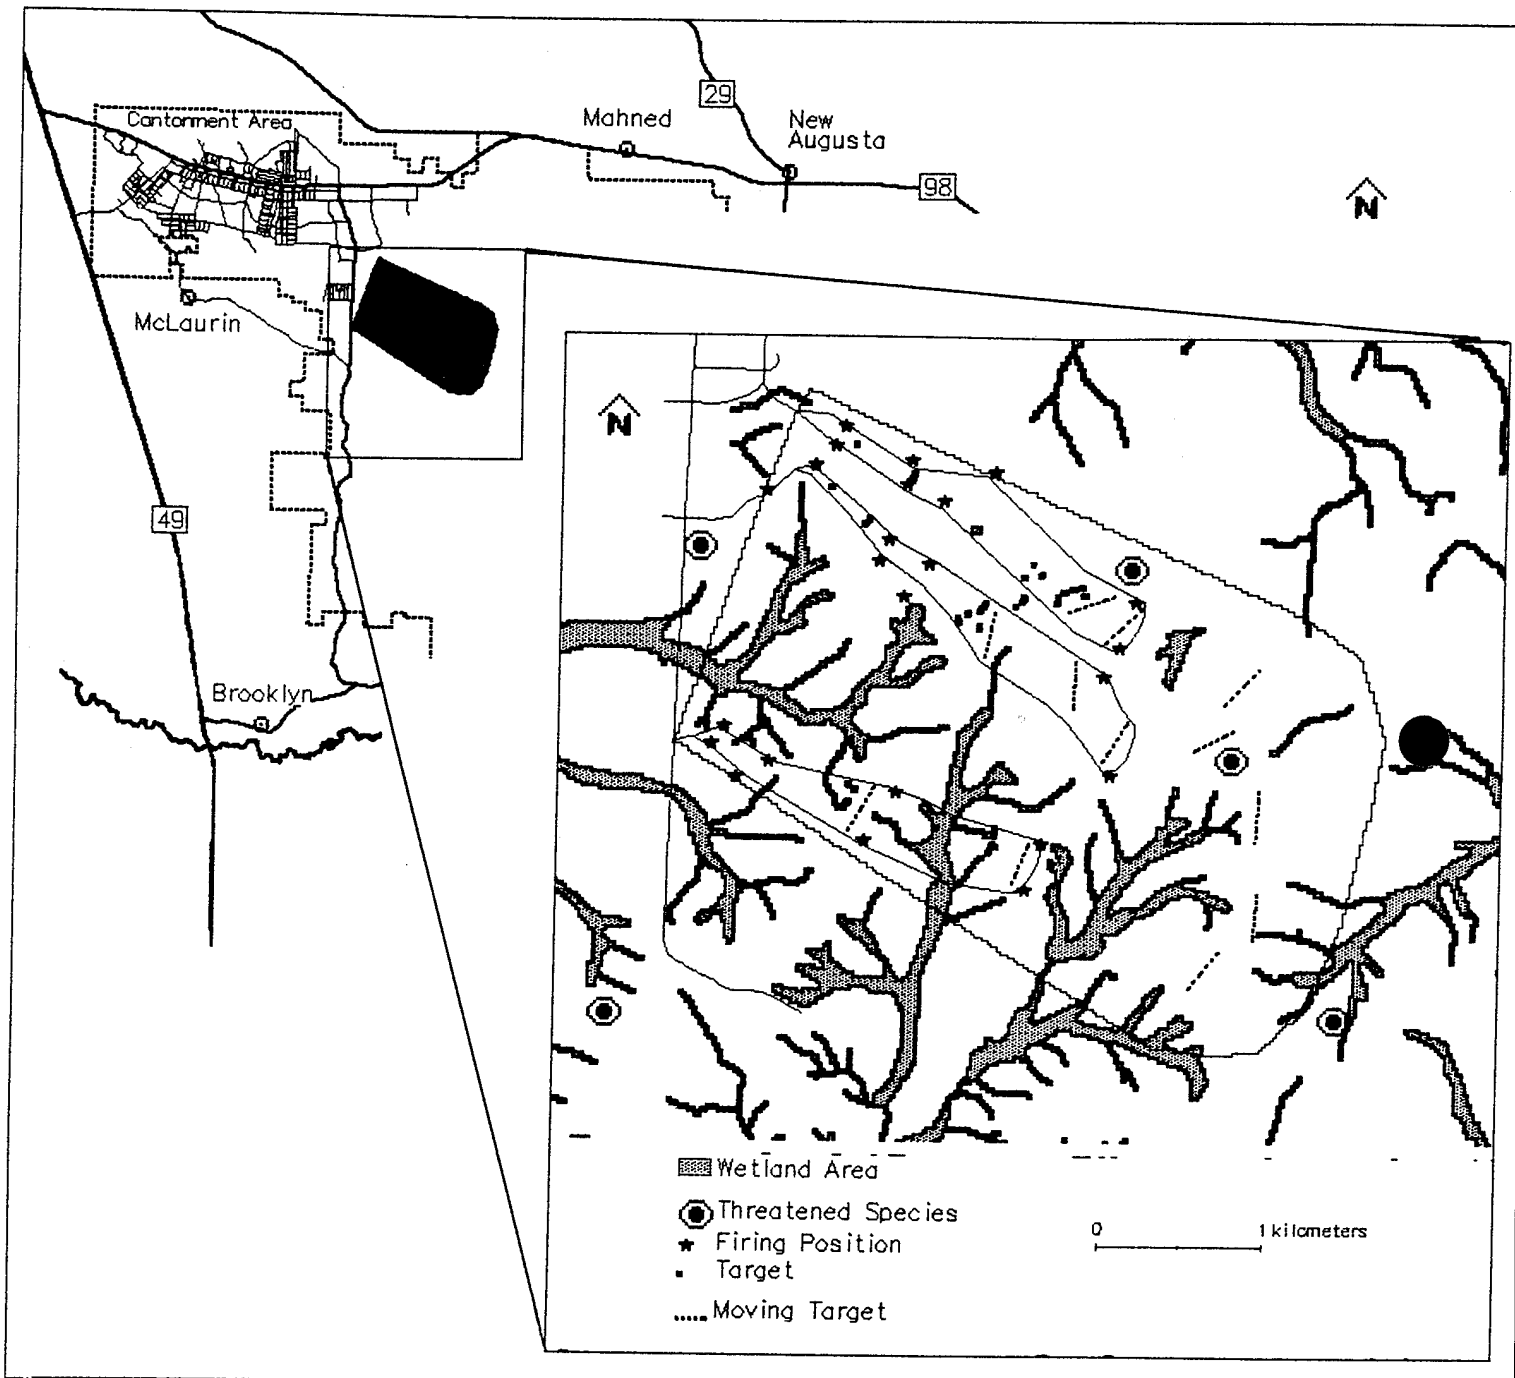 29
Mahned
New
Augusta
Cantonment Area
98
N
McLaurin
N
49
Brooklyn
Wetland Area
Threatened Species
Firing Position
Target
Moving Target
0 1 kilometers